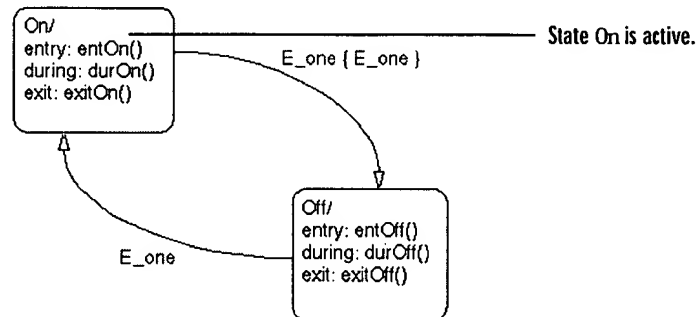 On/
entry: entOn()
during: durOn()
exit: exitOn()
State On is active.
E_one { E_one }
Off/
entry: entOff()
during: durOff()
exit: exitOff()
E_one